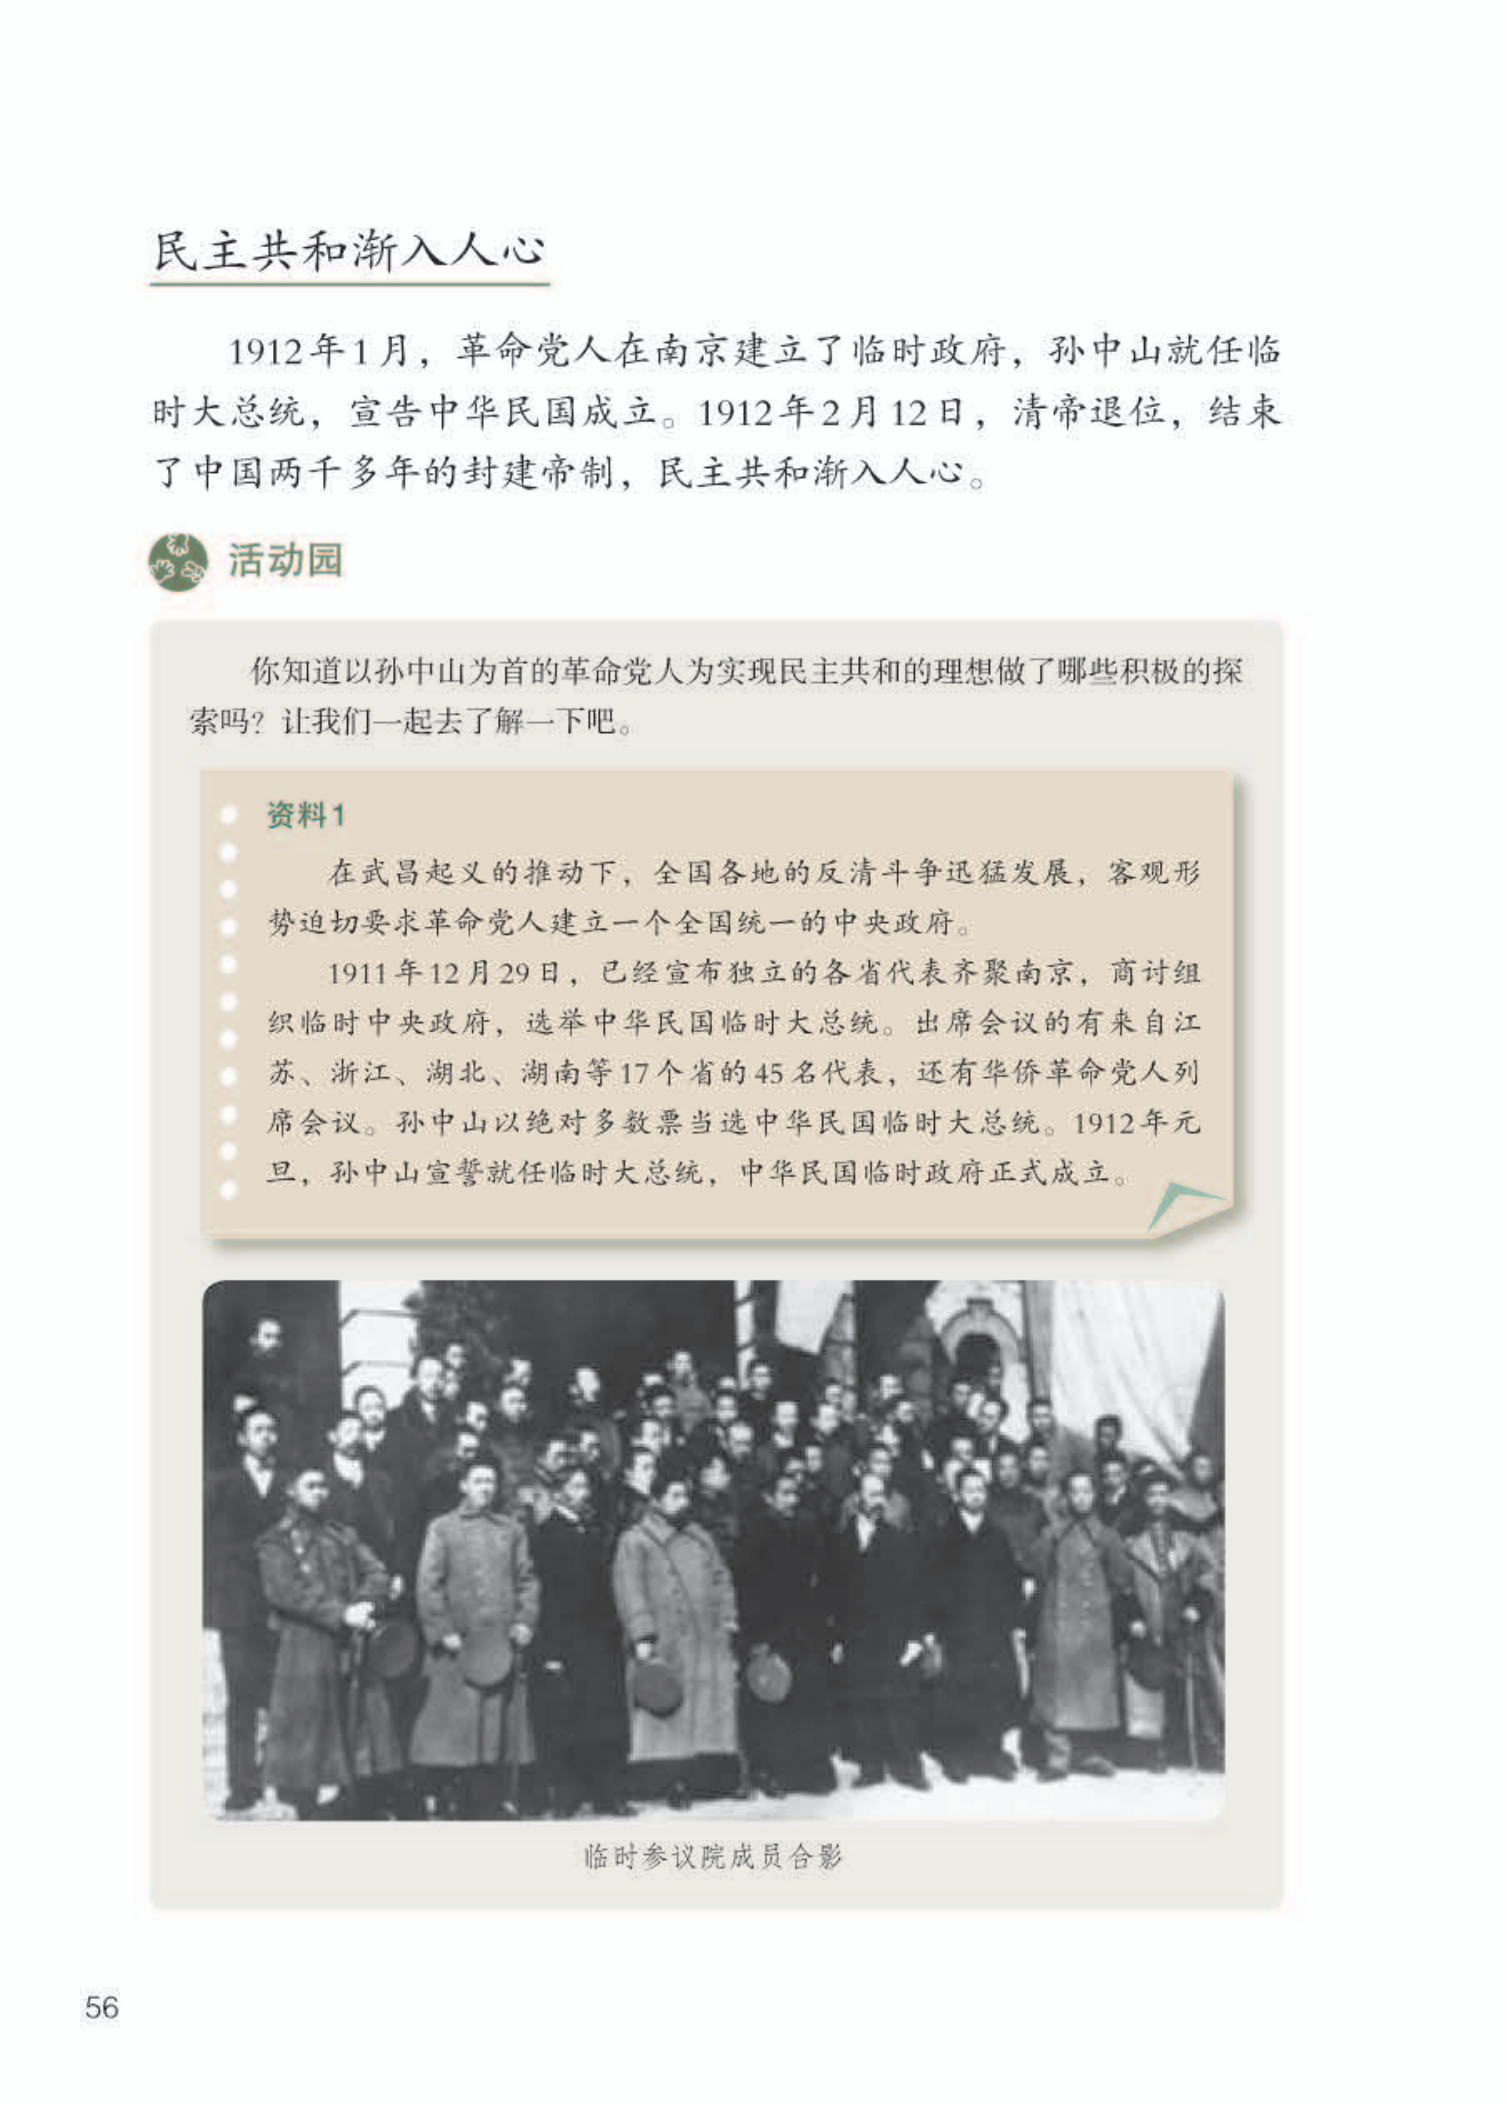 民主共和渐入人心
1912年1月，革命党人在南京建立了临时政府，孙中山就任临
时大总统，宣告中华民国成立。1912年2月12日，清帝退位，结束
了中国两千多年的封建帝制，民主共和渐入人心。
活动园
你知道以孙中山为首的革命党人为实现民主共和的理想做了哪些积极的探
索吗？让我们一起去了解一下吧。
资料1
在武昌起义的推动下，全国各地的反清斗争迅猛发展，客观形
势迫切要求革命党人建立一个全国统一的中央政府。
1911年12月29日，已经宣布独立的各省代表齐聚南京，商讨组
织临时中央政府，选举中华民国临时大总统。出席会议的有来自江
苏、浙江、湖北、湖南等17个省的45名代表，还有华侨革命党人列
席会议。孙中山以绝对多数票当选中华民国临时大总统。1912年元
旦，孙中山宣誓就任临时大总统，中华民国临时政府正式成立。
临时参议院成员合影
56